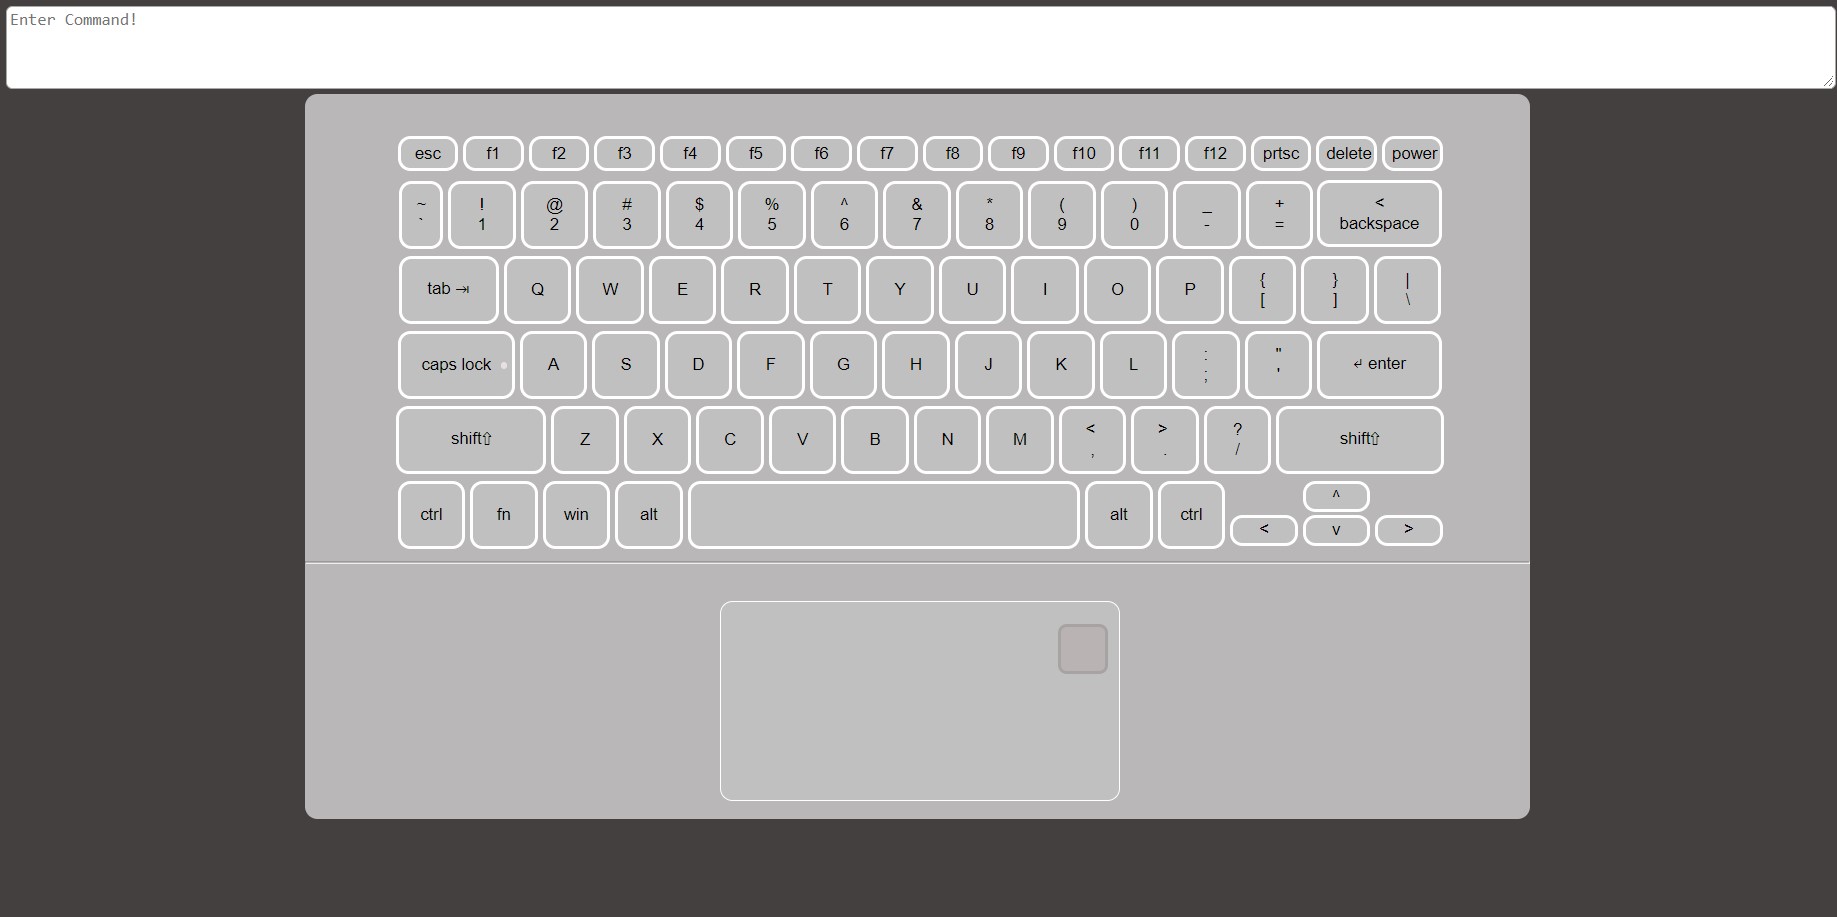 Enter Command!
esc f1 f2 f3 f4 f5 f6 f7 f8 f9 f10 f11 f12 prtsc delete power
~ ! @ # $ % ^ & * ( ) _ + <
` 1 2 3 4 5 6 7 8 9 0 - = backspace
tab ⇥ Q W E R T Y U I O P { } |
[ ] \
caps lock A S D F G H J K L : " ↵ enter
; '
shift⇧ Z X C V B N M < > ? shift⇧
, . /
ctrl fn win alt alt ctrl ^
< v >